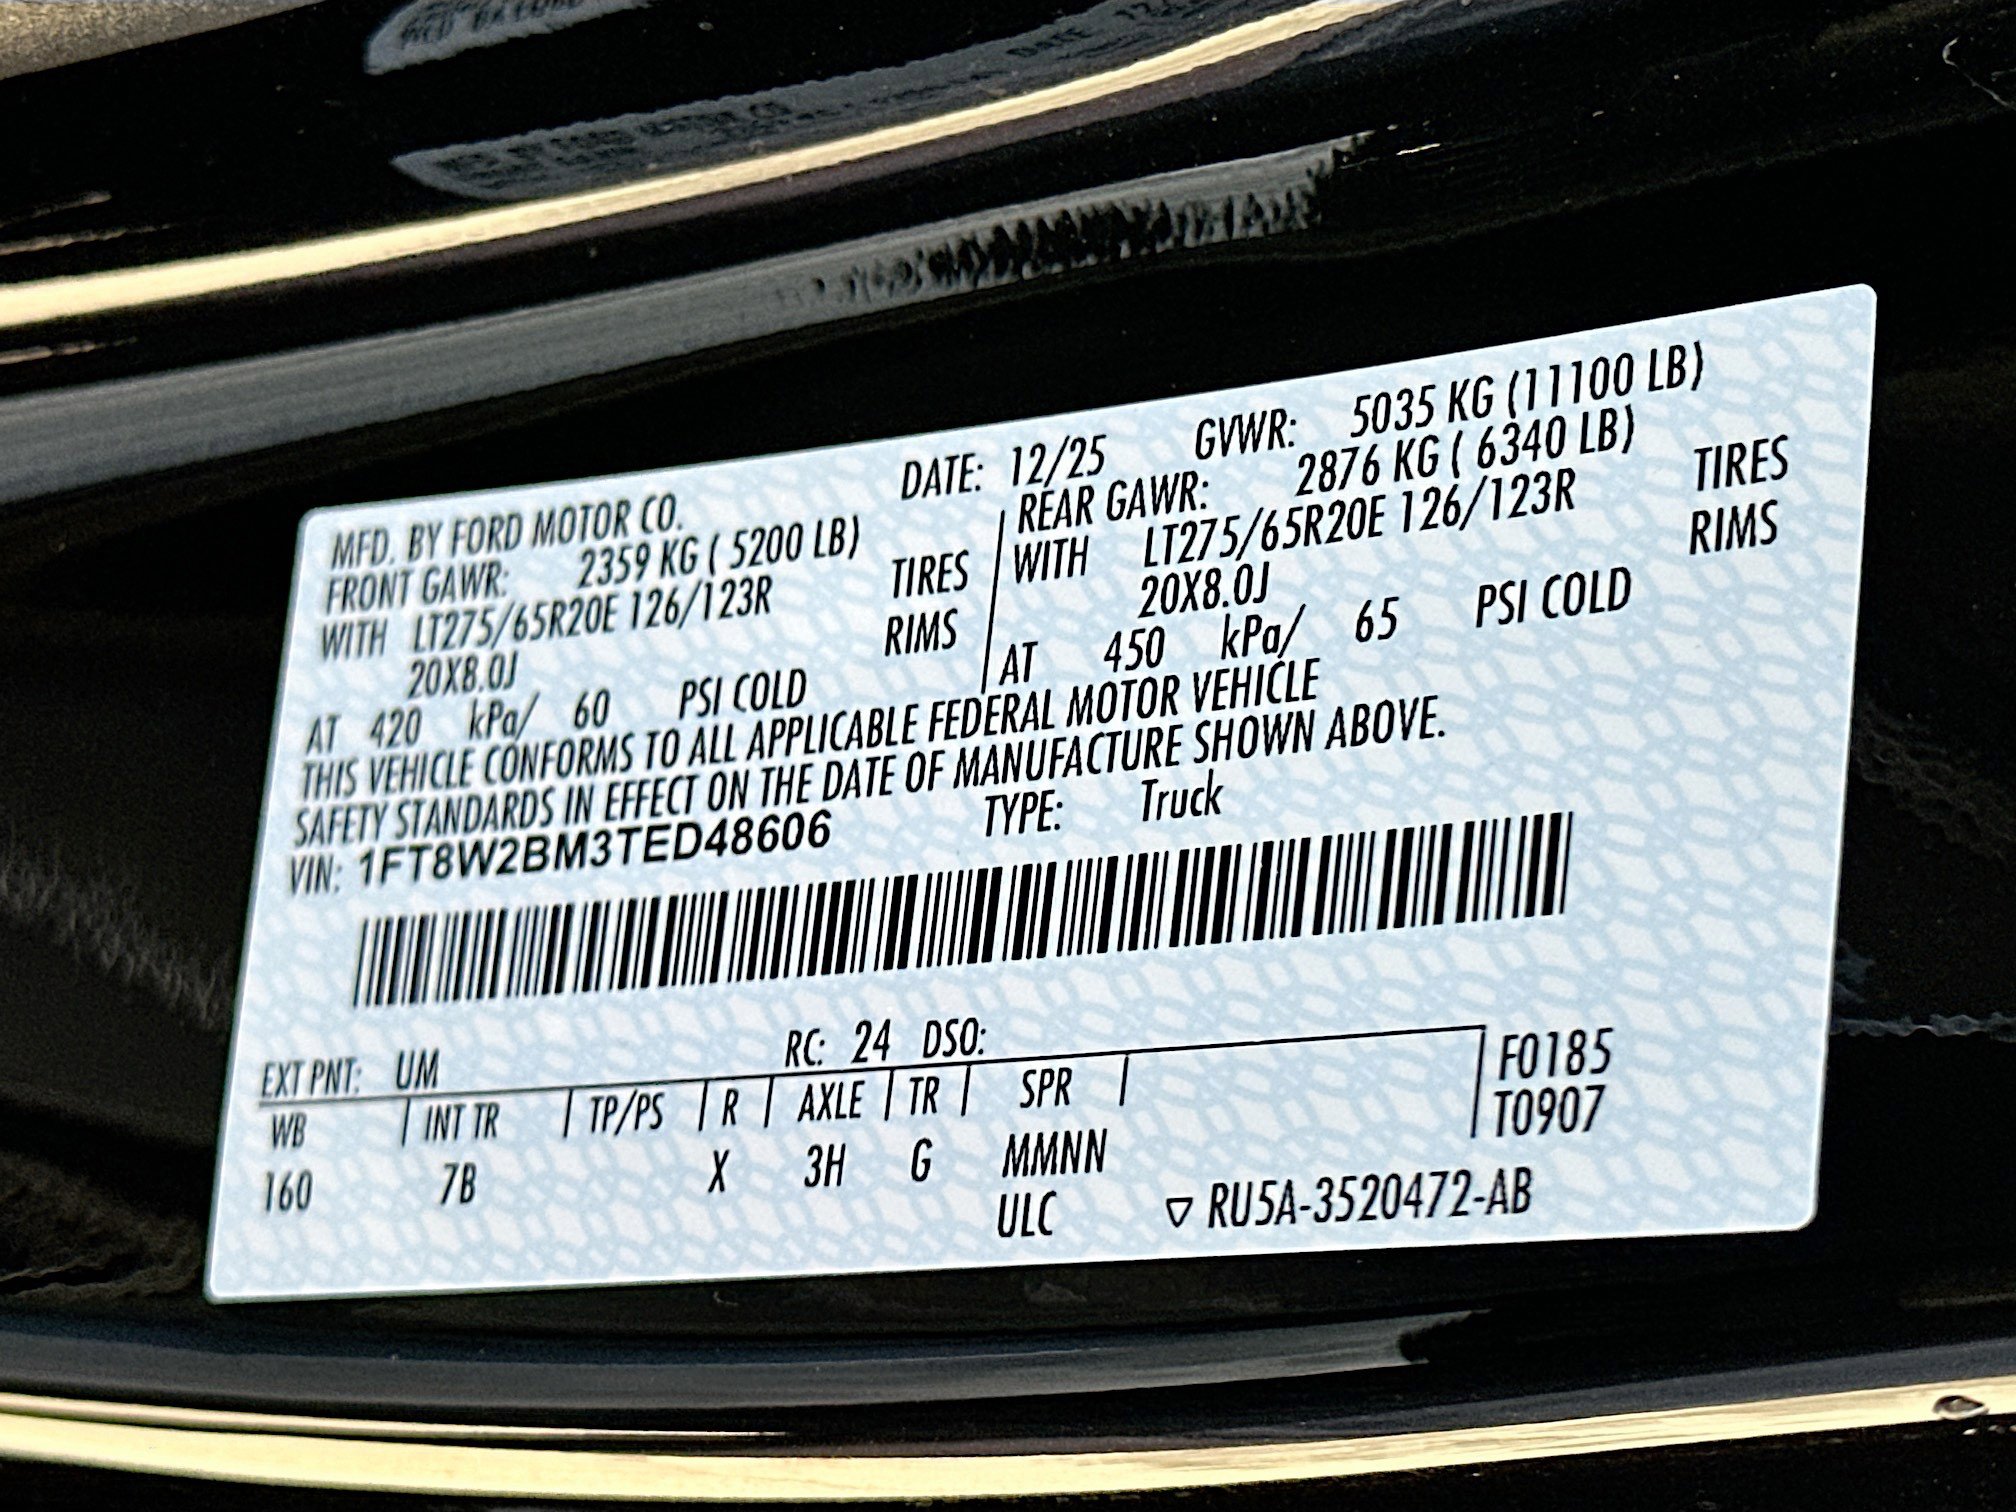 MFD. BY FORD MOTOR CO. DATE: 12/25 GVWR: 5035 KG (11100 LB)
FRONT GAWR: 2359 KG ( 5200 LB) REAR GAWR: 2876 KG ( 6340 LB)
WITH LT275/65R20E 126/123R TIRES WITH LT275/65R20E 126/123R TIRES
20X8.0J RIMS 20X8.0J RIMS
AT 420 kPa/ 60 PSI COLD AT 450 kPa/ 65 PSI COLD
THIS VEHICLE CONFORMS TO ALL APPLICABLE FEDERAL MOTOR VEHICLE
SAFETY STANDARDS IN EFFECT ON THE DATE OF MANUFACTURE SHOWN ABOVE.
VIN: 1FT8W2BM3TED48606 TYPE: Truck
EXT PNT: UM RC: 24 DSO: F0185
WB INT TR TP/PS R AXLE TR SPR T0907
160 7B X 3H G MMNN
ULC ▽ RU5A-3520472-AB